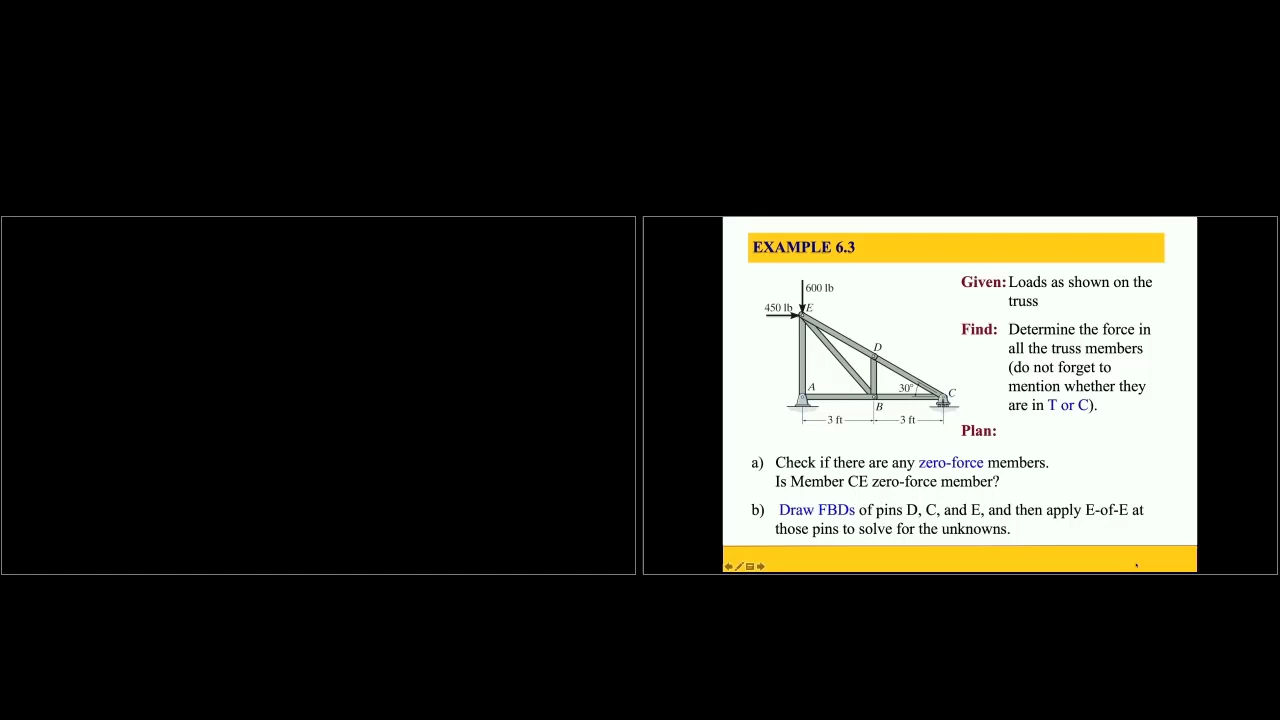 EXAMPLE 6.3
600 lb
450 lb
E
D
A
30°
C
B
3 ft
3 ft
Given: Loads as shown on the
truss
Find: Determine the force in
all the truss members
(do not forget to
mention whether they
are in T or C).
Plan:
a) Check if there are any zero-force members.
Is Member CE zero-force member?
b) Draw FBDs of pins D, C, and E, and then apply E-of-E at
those pins to solve for the unknowns.